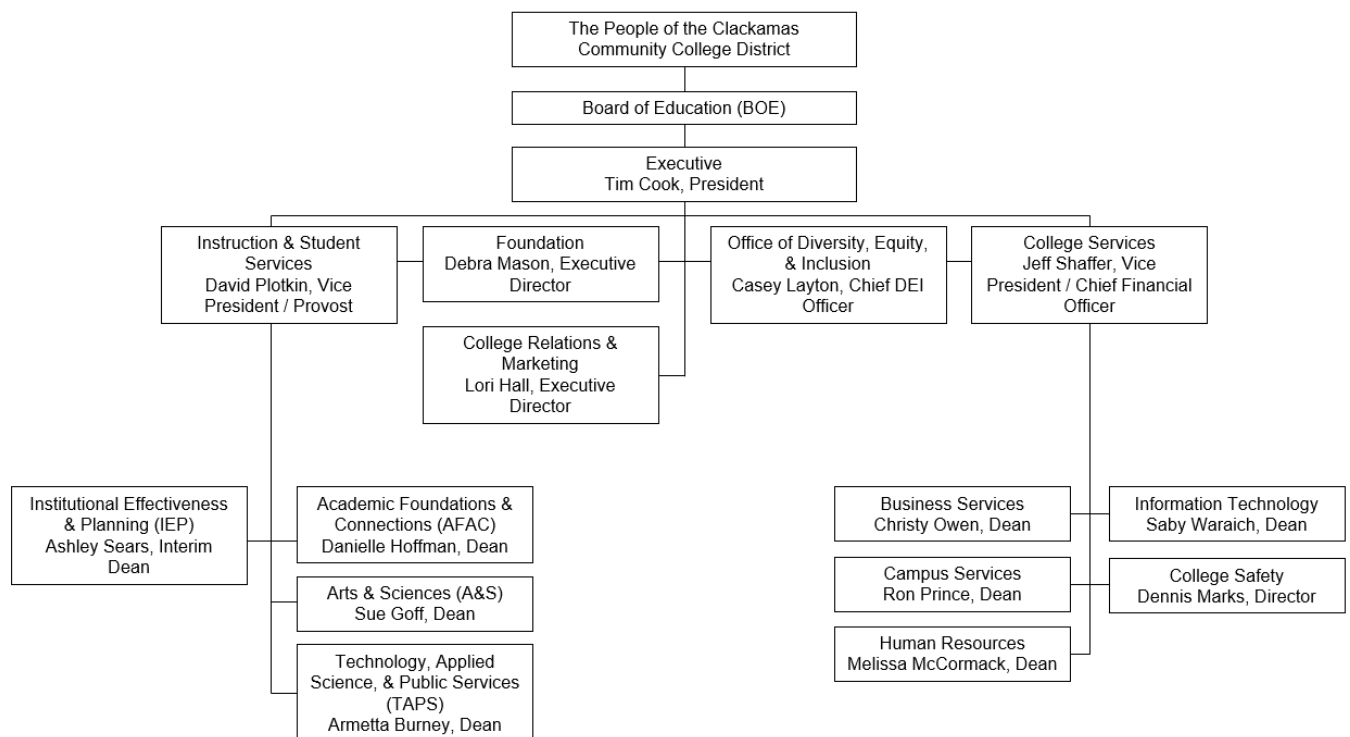 The People of the Clackamas
Community College District
Board of Education (BOE)
Executive
Tim Cook, President
Instruction & Student
Services
David Plotkin, Vice
President / Provost
Foundation
Debra Mason, Executive
Director
Office of Diversity, Equity,
& Inclusion
Casey Layton, Chief DEI
Officer
College Services
Jeff Shaffer, Vice
President / Chief Financial
Officer
College Relations &
Marketing
Lori Hall, Executive
Director
Institutional Effectiveness
& Planning (IEP)
Ashley Sears, Interim
Dean
Academic Foundations &
Connections (AFAC)
Danielle Hoffman, Dean
Arts & Sciences (A&S)
Sue Goff, Dean
Technology, Applied
Science, & Public Services
(TAPS)
Armetta Burney, Dean
Business Services
Christy Owen, Dean
Information Technology
Saby Waraich, Dean
Campus Services
Ron Prince, Dean
College Safety
Dennis Marks, Director
Human Resources
Melissa McCormack, Dean